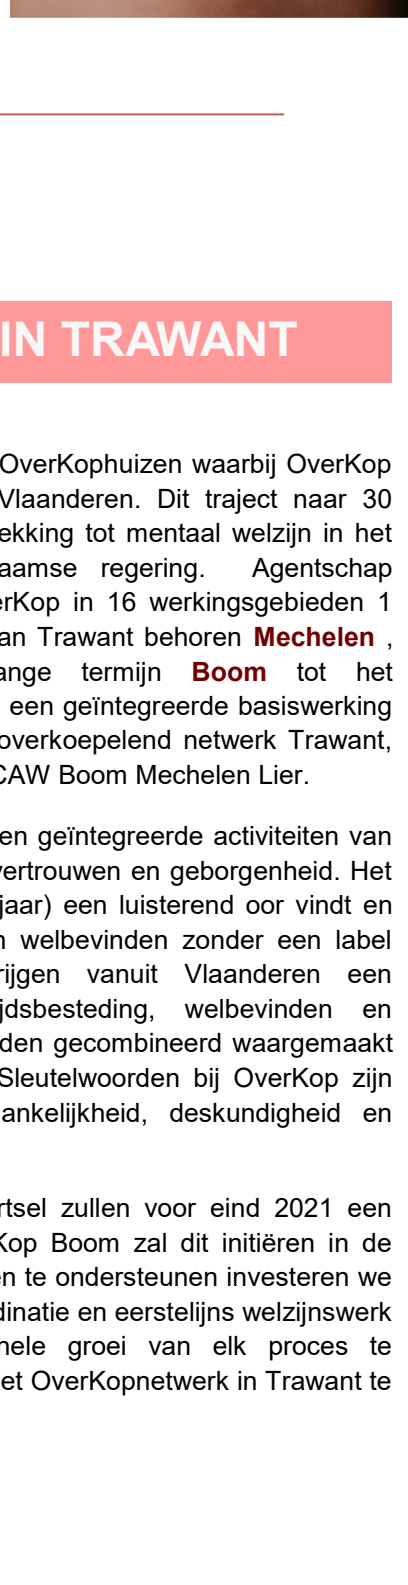 IN TRAWANT
OverKophuizen waarbij OverKop
Vlaanderen. Dit traject naar 30
ekking tot mentaal welzijn in het
aamse regering. Agentschap
erKop in 16 werkingsgebieden 1
an Trawant behoren Mechelen ,
ange termijn Boom tot het
een geïntegreerde basiswerking
overkoepelend netwerk Trawant,
CAW Boom Mechelen Lier.
en geïntegreerde activiteiten van
vertrouwen en geborgenheid. Het
jaar) een luisterend oor vindt en
n welbevinden zonder een label
rijgen vanuit Vlaanderen een
ijdsbesteding, welbevinden en
den gecombineerd waargemaakt
Sleutelwoorden bij OverKop zijn
ankelijkheid, deskundigheid en
rtsel zullen voor eind 2021 een
Kop Boom zal dit initiëren in de
en te ondersteunen investeren we
dinatie en eerstelijns welzijnswerk
nele groei van elk proces te
et OverKopnetwerk in Trawant te